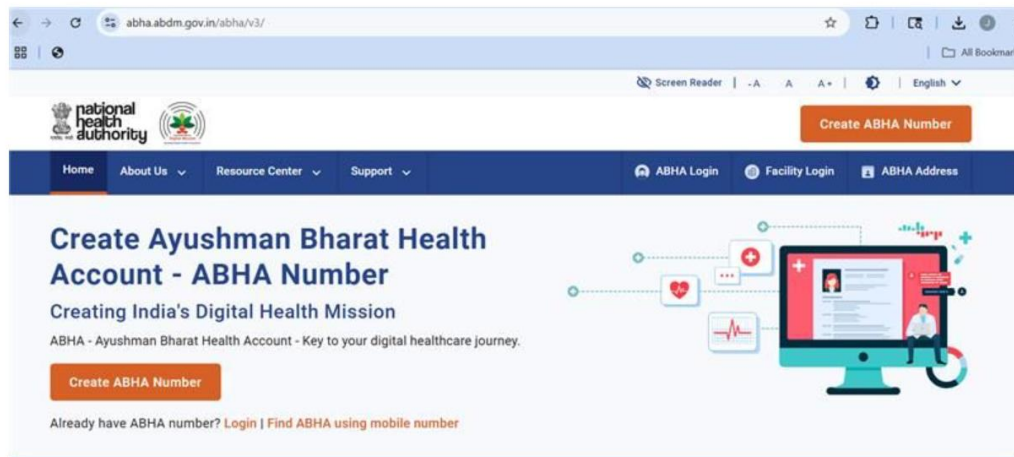 abha.abdm.gov.in/abha/v3/
All Bookmar
Screen Reader | -A A A+ | | English
national
health
authority
Create ABHA Number
Home About Us Resource Center Support ABHA Login Facility Login ABHA Address
Create Ayushman Bharat Health
Account - ABHA Number
Creating India's Digital Health Mission
ABHA - Ayushman Bharat Health Account - Key to your digital healthcare journey.
Create ABHA Number
Already have ABHA number? Login | Find ABHA using mobile number